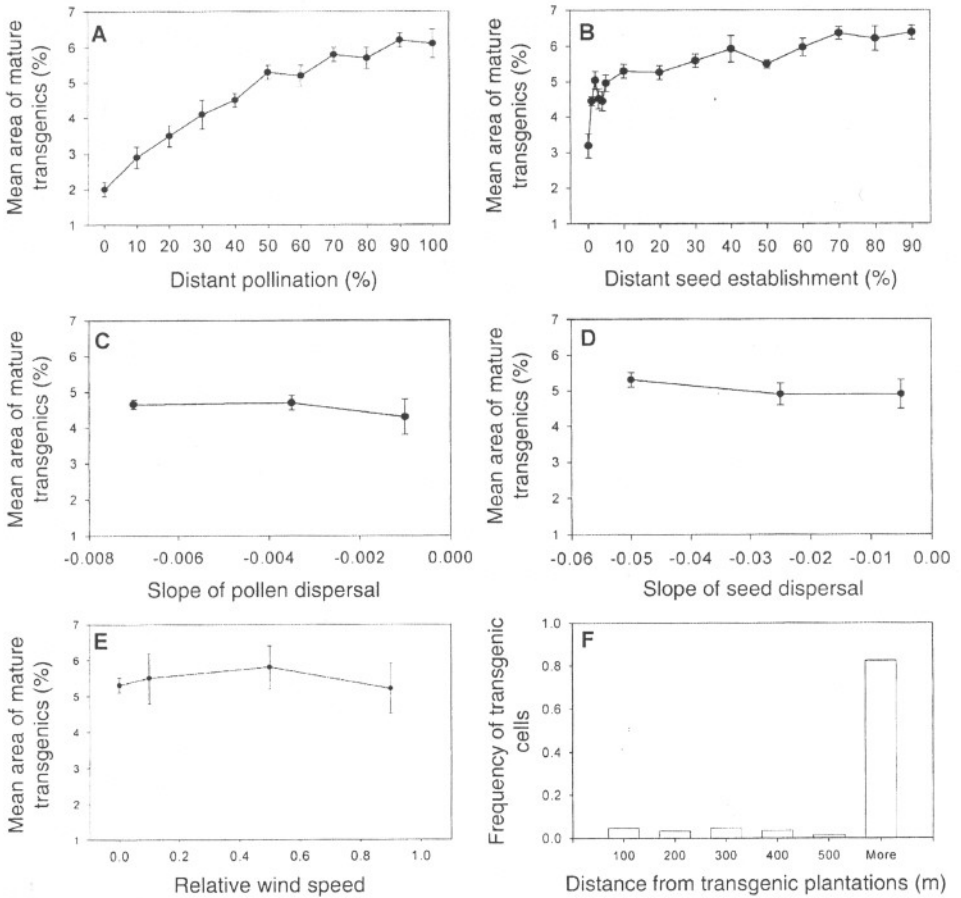 A
Mean area of mature
transgenics (%)
7
6
5
4
3
2
1
0 10 20 30 40 50 60 70 80 90 100
Distant pollination (%)
B
Mean area of mature
transgenics (%)
7
6
5
4
3
2
1
0 10 20 30 40 50 60 70 80 90
Distant seed establishment (%)
C
Mean area of mature
transgenics (%)
7
6
5
4
3
2
1
-0.008 -0.006 -0.004 -0.002 0.000
Slope of pollen dispersal
D
Mean area of mature
transgenics (%)
7
6
5
4
3
2
1
-0.06 -0.05 -0.04 -0.03 -0.02 -0.01 0.00
Slope of seed dispersal
E
Mean area of mature
transgenics (%)
7
6
5
4
3
2
1
0.0 0.2 0.4 0.6 0.8 1.0
Relative wind speed
F
Frequency of transgenic
cells
1.0
0.8
0.6
0.4
0.2
0.0
100 200 300 400 500 More
Distance from transgenic plantations (m)